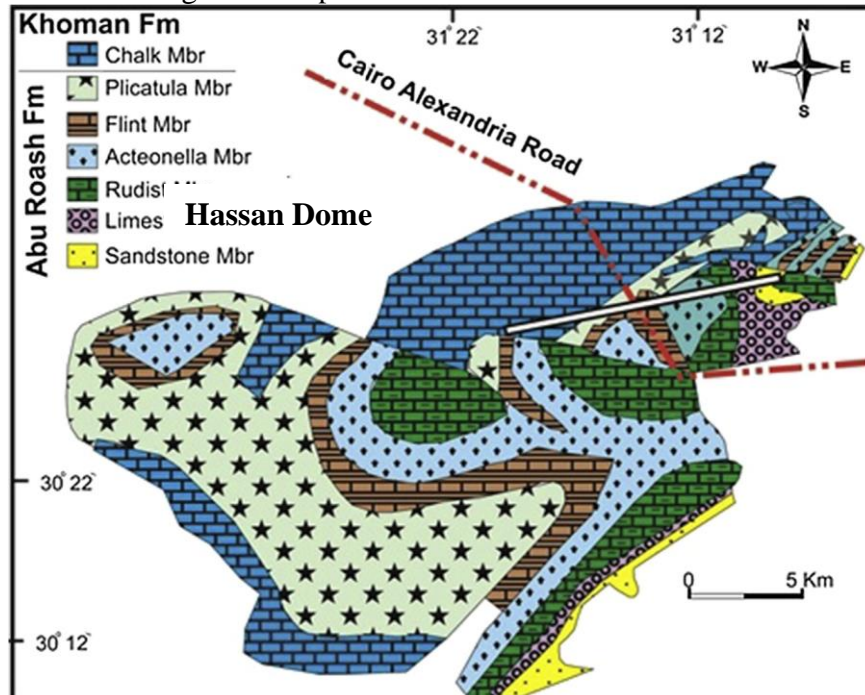 Khoman Fm
Chalk Mbr
Abu Roash Fm
Plicatula Mbr
Flint Mbr
Acteonella Mbr
Rudist
Limes
Sandstone Mbr
Hassan Dome
Cairo Alexandria Road
31° 22` 31° 12`
N
W E
S
30° 22`
30° 12`
0 5 Km